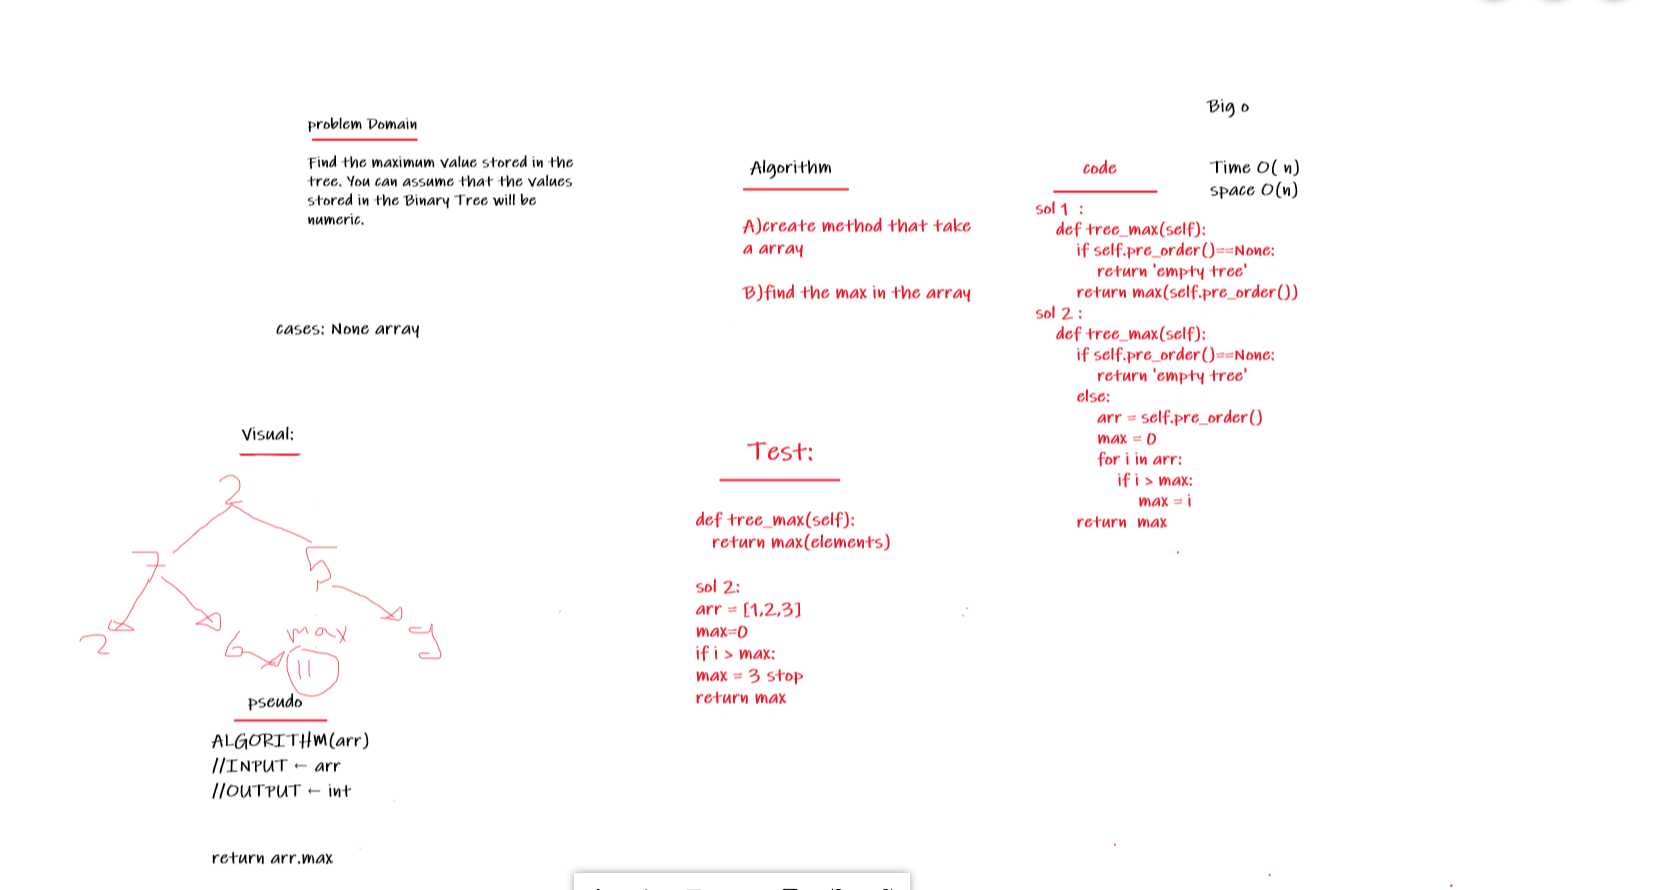 problem Domain
Find the maximum value stored in the
tree. You can assume that the values
stored in the Binary Tree will be
numeric.
cases: None array
Visual:
2
7
5
2
6
max
11
9
pseudo
ALGORITHM(arr)
//INPUT ← arr
//OUTPUT ← int
return arr.max
Algorithm
A)create method that take
a array
B)find the max in the array
Test:
def tree_max(self):
return max(elements)
sol 2:
arr = [1,2,3]
max=0
if i > max:
max = 3 stop
return max
code
sol 1 :
def tree_max(self):
if self.pre_order()==None:
return 'empty tree'
return max(self.pre_order())
sol 2 :
def tree_max(self):
if self.pre_order()==None:
return 'empty tree'
else:
arr = self.pre_order()
max = 0
for i in arr:
if i > max:
max = i
return max
Big o
Time O( n)
space O(n)